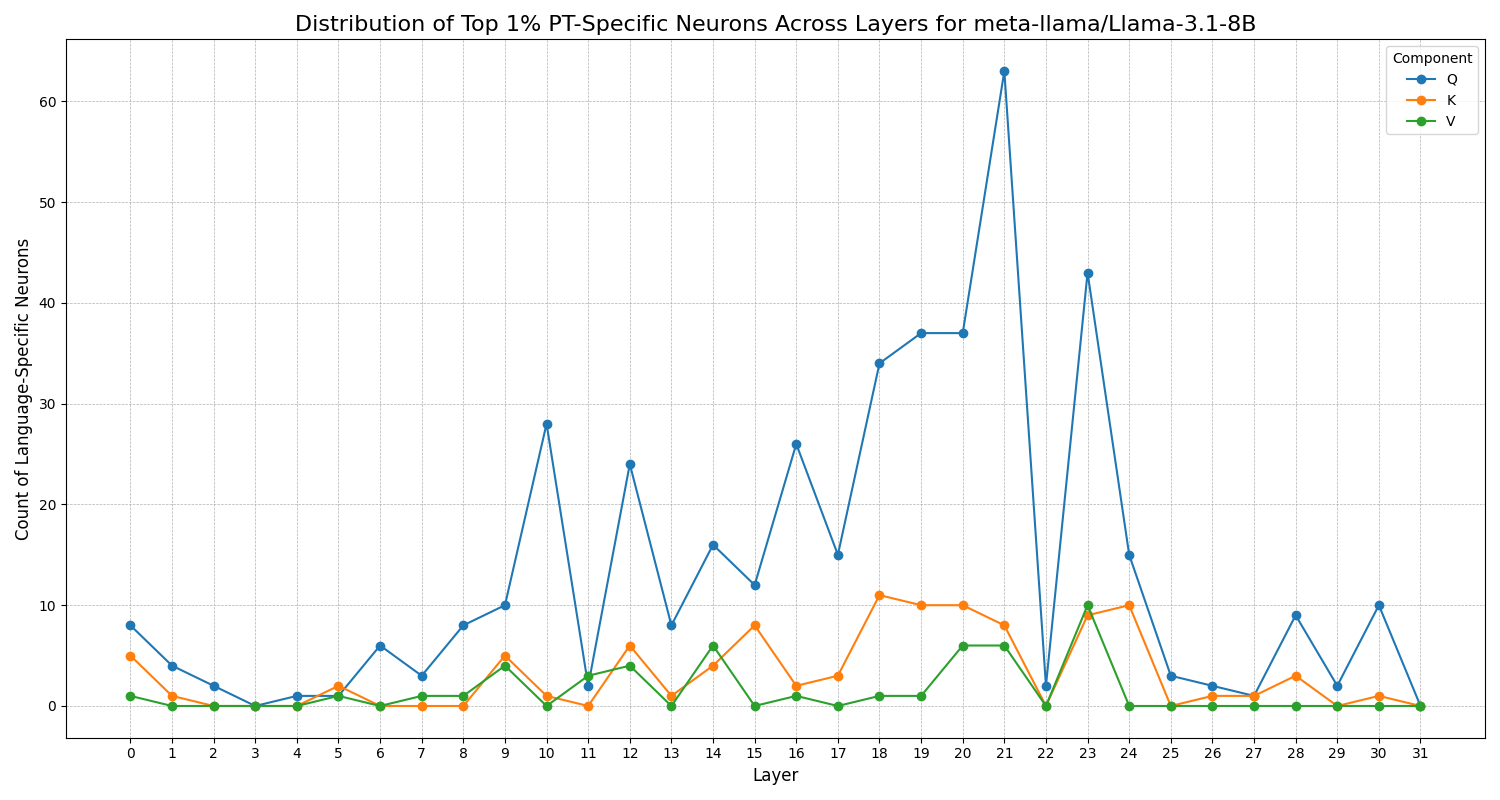 Distribution of Top 1% PT-Specific Neurons Across Layers for meta-llama/Llama-3.1-8B
Component
Q
K
V
Count of Language-Specific Neurons
60
50
40
30
20
10
0
0 1 2 3 4 5 6 7 8 9 10 11 12 13 14 15 16 17 18 19 20 21 22 23 24 25 26 27 28 29 30 31
Layer